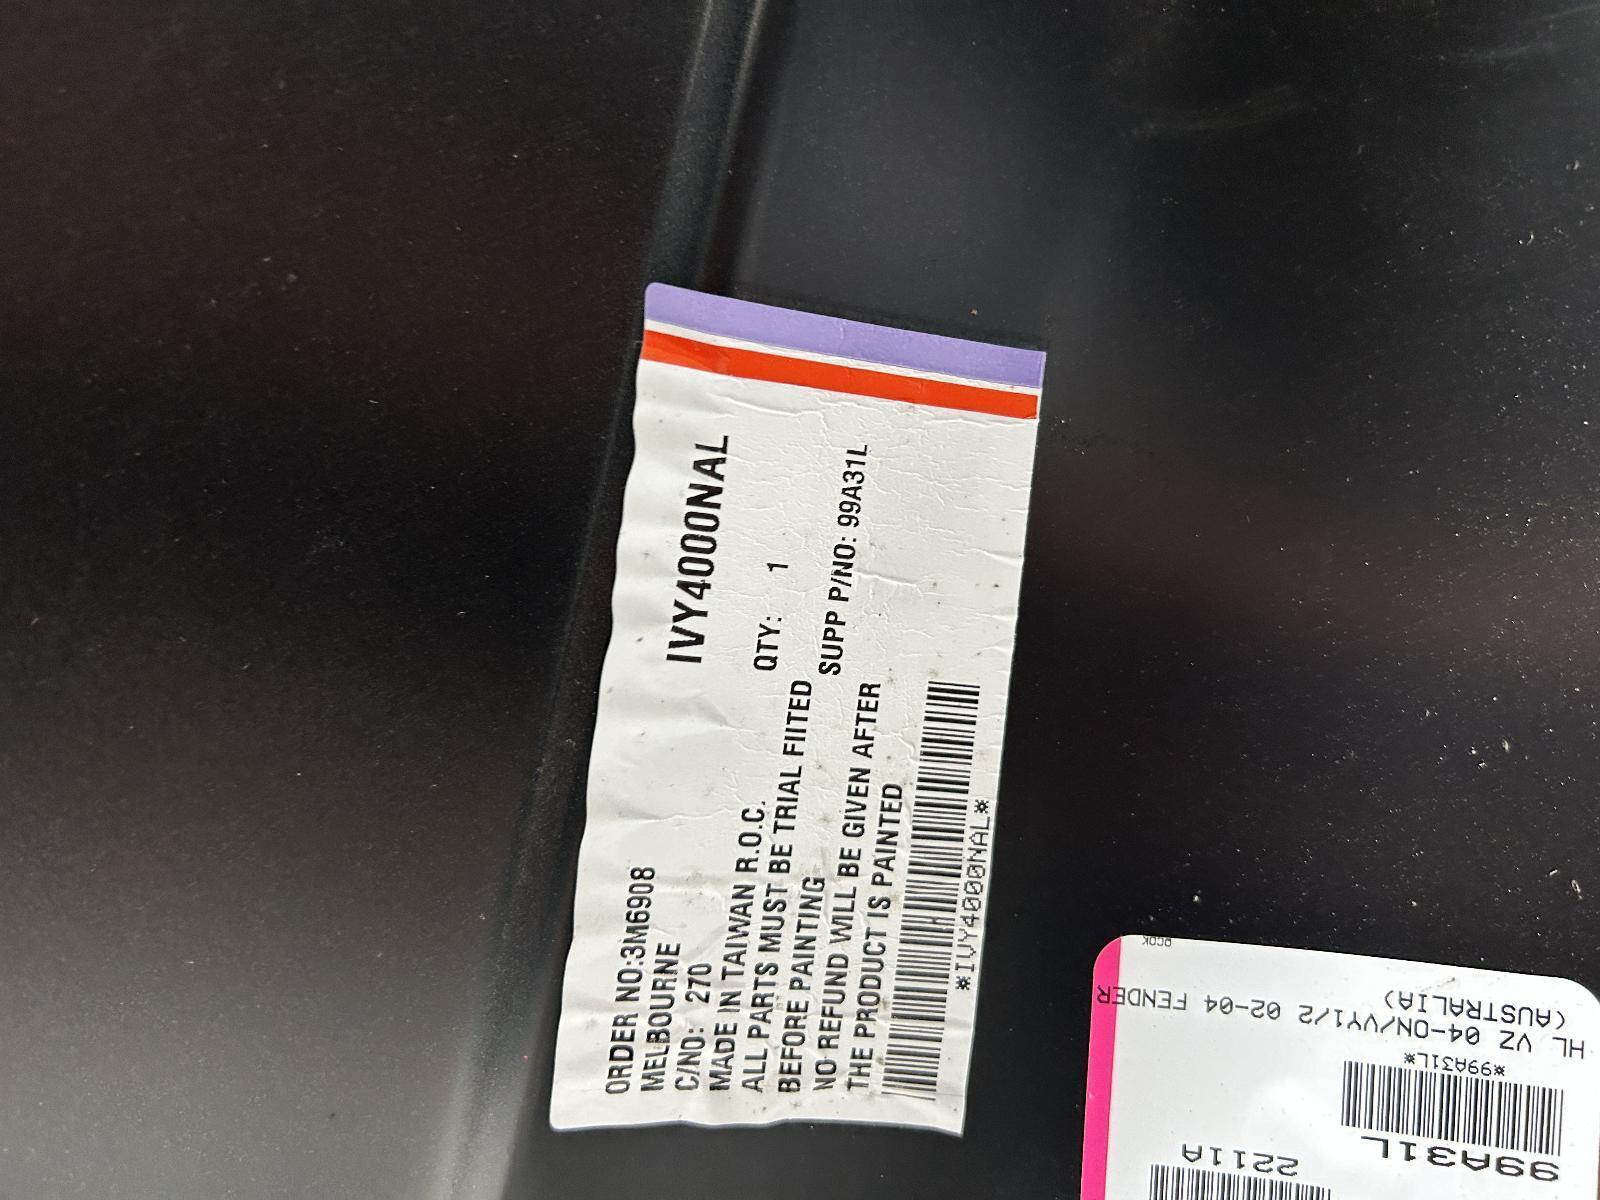 ORDER NO:3M6908
MELBOURNE
IVY4000NAL
C/NO: 270
MADE IN TAIWAN R.O.C.
QTY: 1
ALL PARTS MUST BE TRIAL FIITED
BEFORE PAINTING
SUPP P/NO: 99A31L
NO REFUND WILL BE GIVEN AFTER
THE PRODUCT IS PAINTED
*IVY4000NAL*
QCOK
HL VZ 04-ON/VY1/2 02-04 FENDER
(AUSTRALIA)
*99A31L*
99A31L
2211A